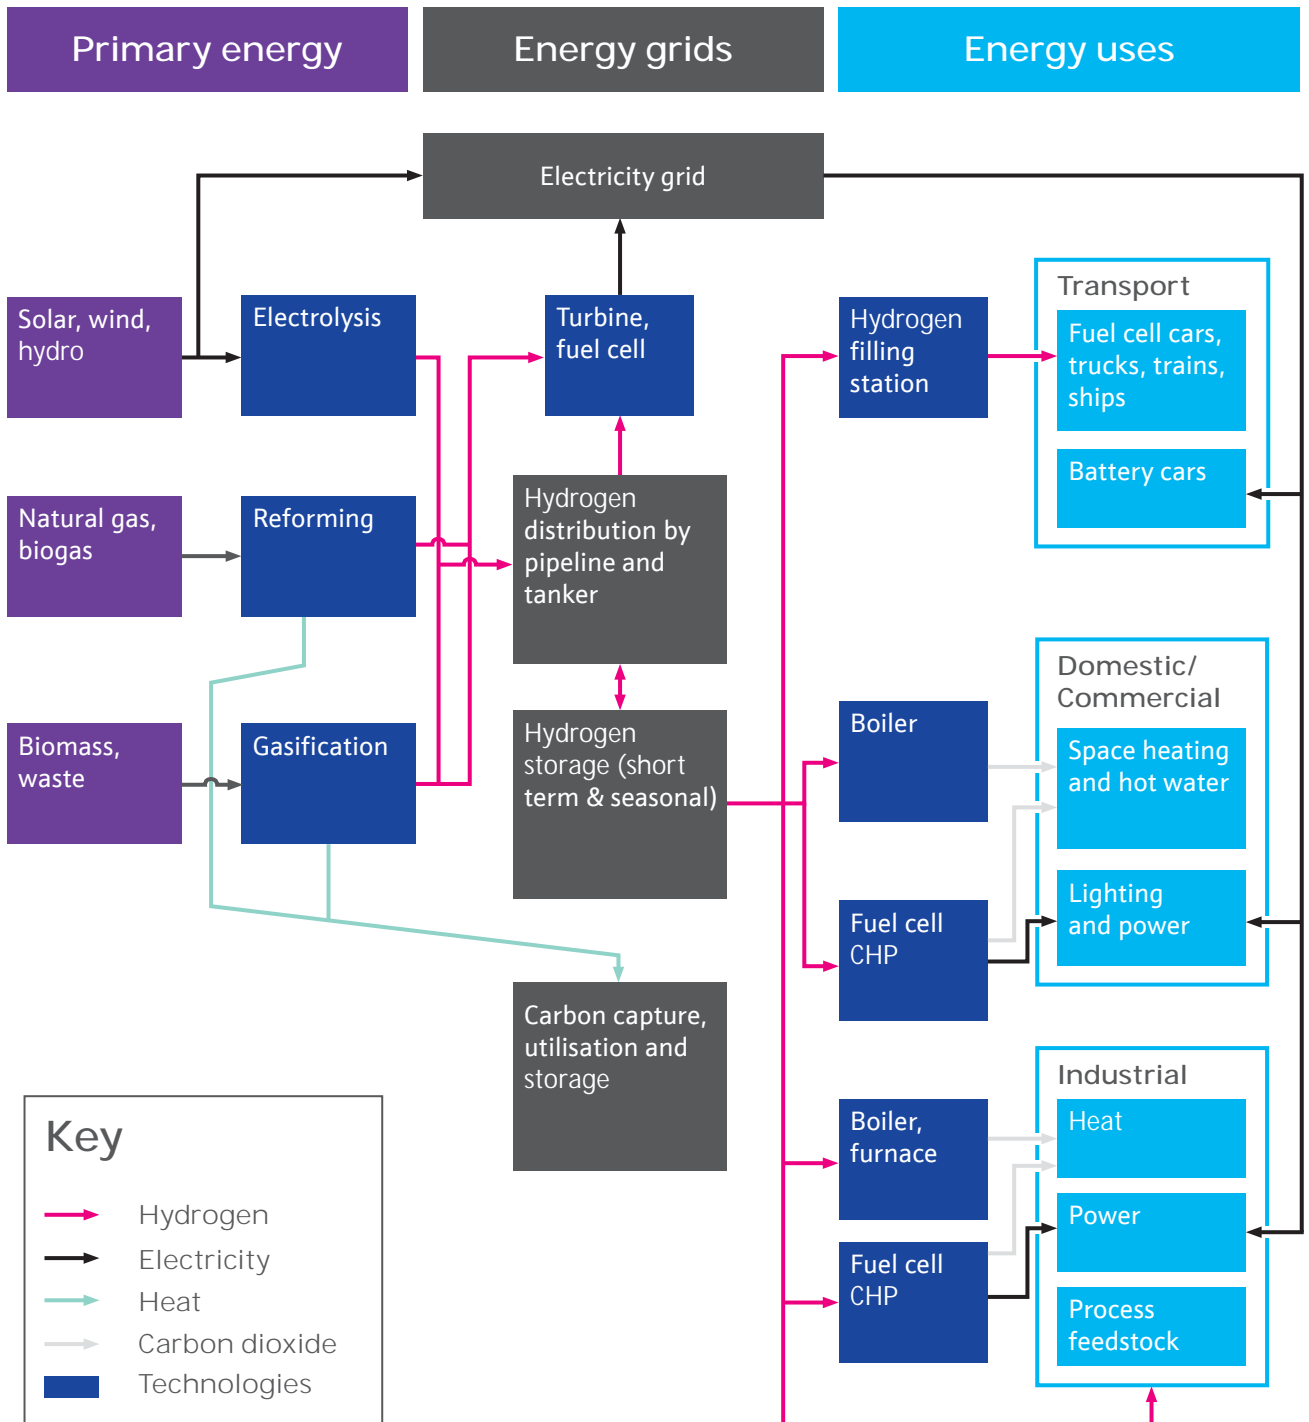 Primary energy
Energy grids
Energy uses
Electricity grid
Solar, wind,
hydro
Electrolysis
Turbine,
fuel cell
Hydrogen
filling
station
Transport
Fuel cell cars,
trucks, trains,
ships
Battery cars
Natural gas,
biogas
Reforming
Hydrogen
distribution by
pipeline and
tanker
Biomass,
waste
Gasification
Hydrogen
storage (short
term & seasonal)
Boiler
Fuel cell
CHP
Domestic/
Commercial
Space heating
and hot water
Lighting
and power
Carbon capture,
utilisation and
storage
Boiler,
furnace
Fuel cell
CHP
Industrial
Heat
Power
Process
feedstock
Key
Hydrogen
Electricity
Heat
Carbon dioxide
Technologies